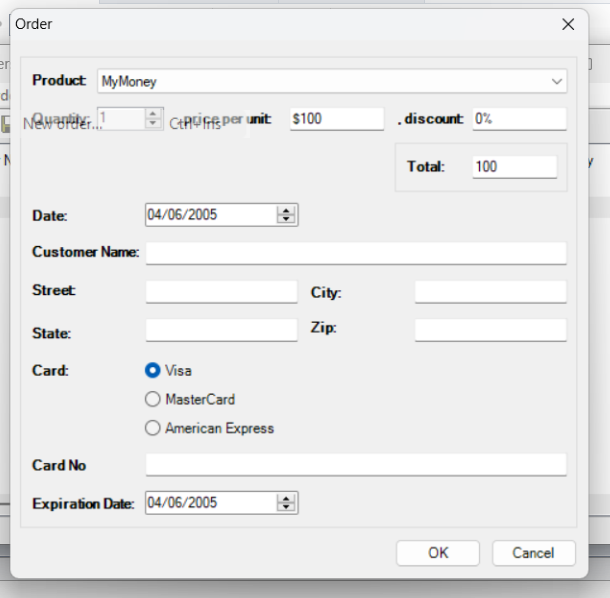 Order
Product: MyMoney
Quantity: 1 price per unit: $100 , discount: 0%
New order... Ctrl+Ins
Total: 100
Date: 04/06/2005
Customer Name:
Street: City:
State: Zip:
Card: Visa
MasterCard
American Express
Card No
Expiration Date: 04/06/2005
OK Cancel